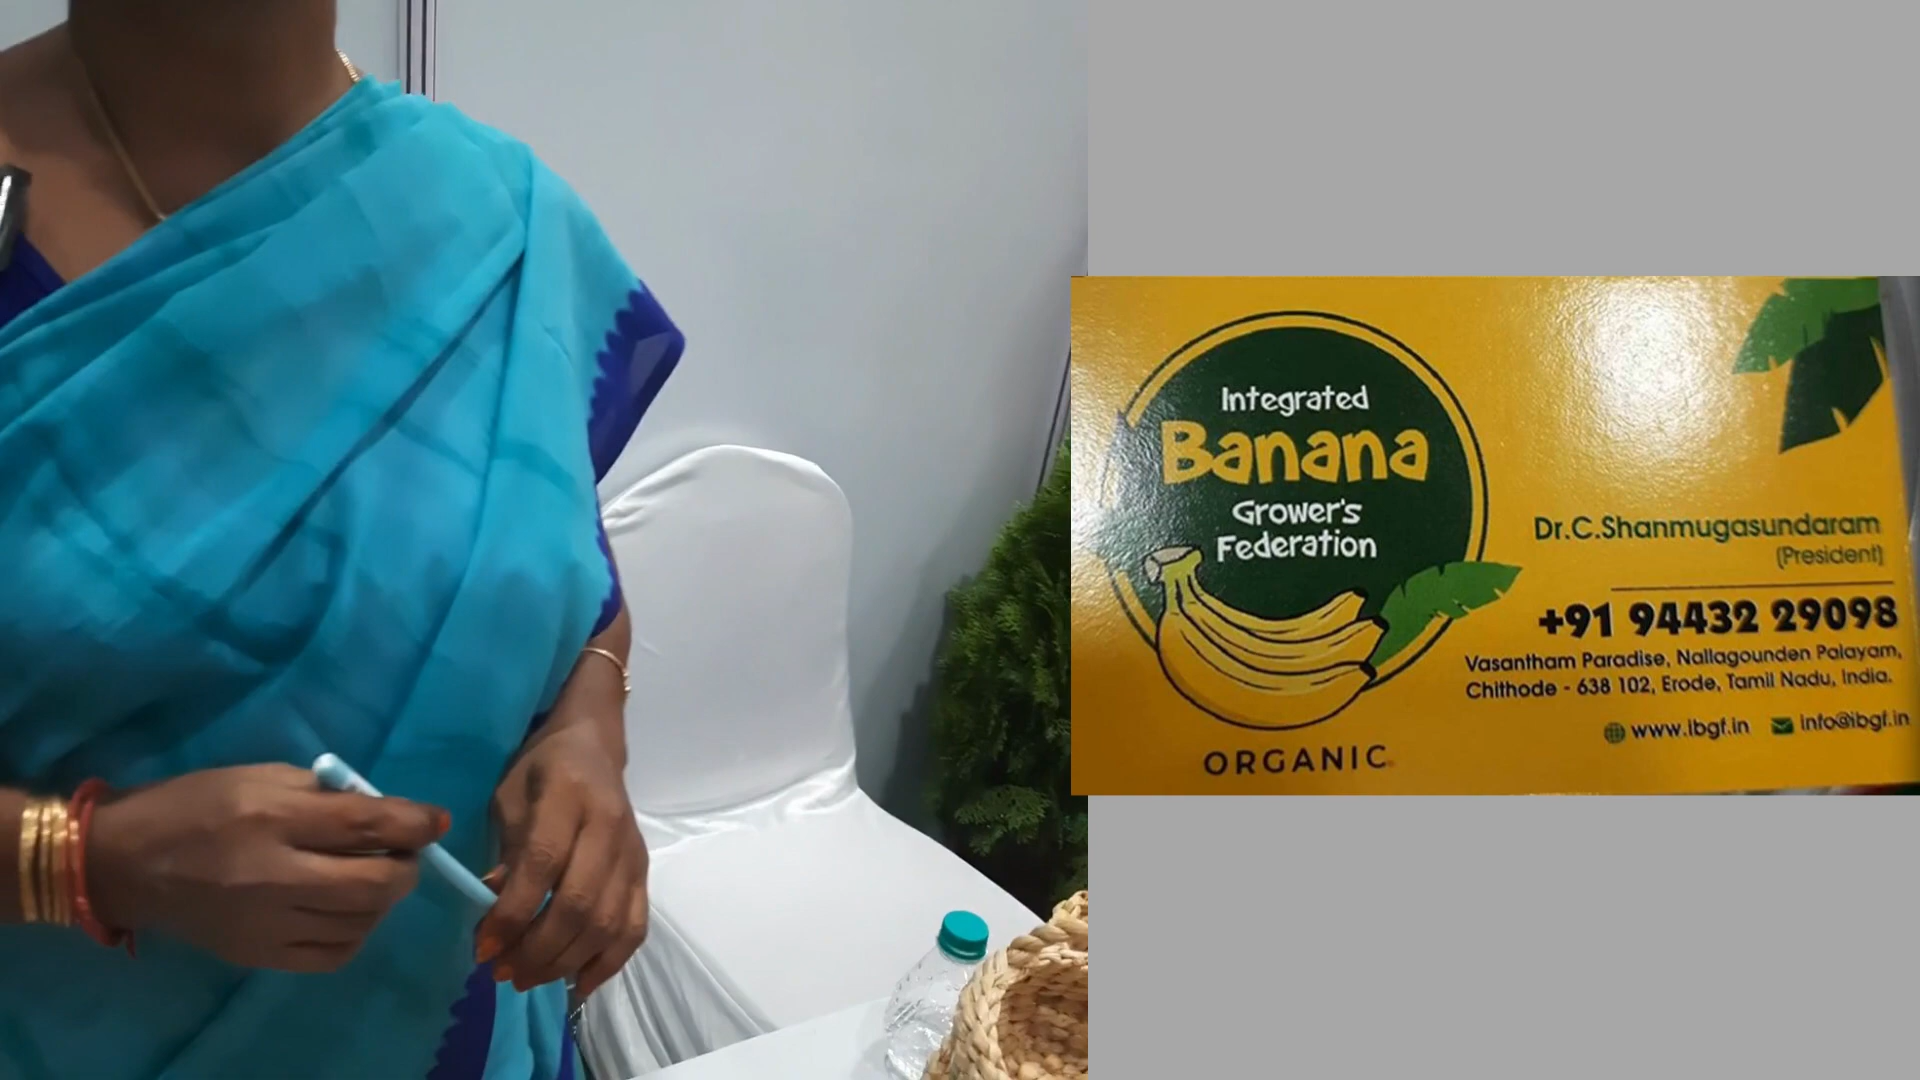 Integrated
Banana
Grower's
Federation
ORGANIC
Dr.C.Shanmugasundaram
(President)
+91 94432 29098
Vasantham Paradise, Nallagounden Palayam,
Chithode - 638 102, Erode, Tamil Nadu, India.
www.ibgf.in info@ibgf.in